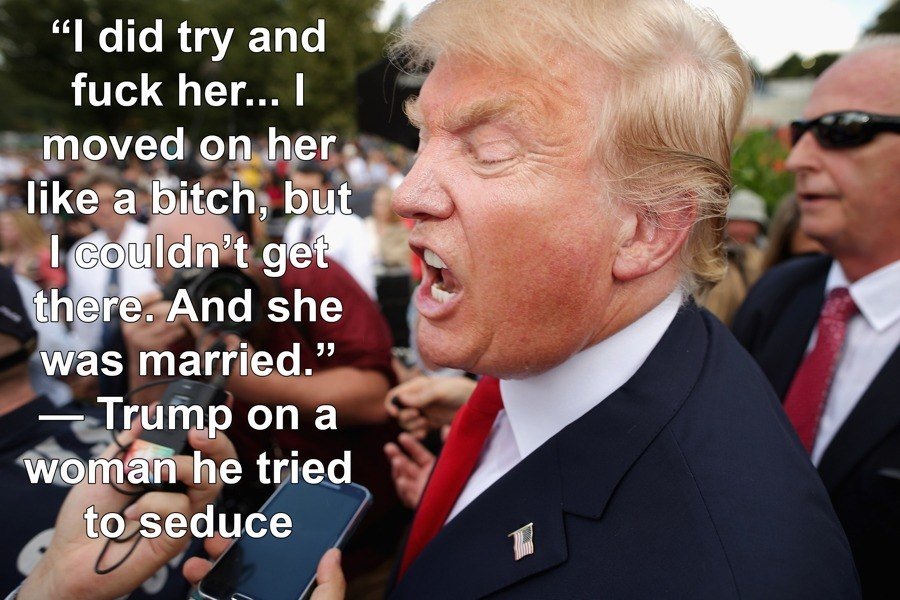 “I did try and
fuck her... I
moved on her
like a bitch, but
I couldn’t get
there. And she
was married.”
— Trump on a
woman he tried
to seduce